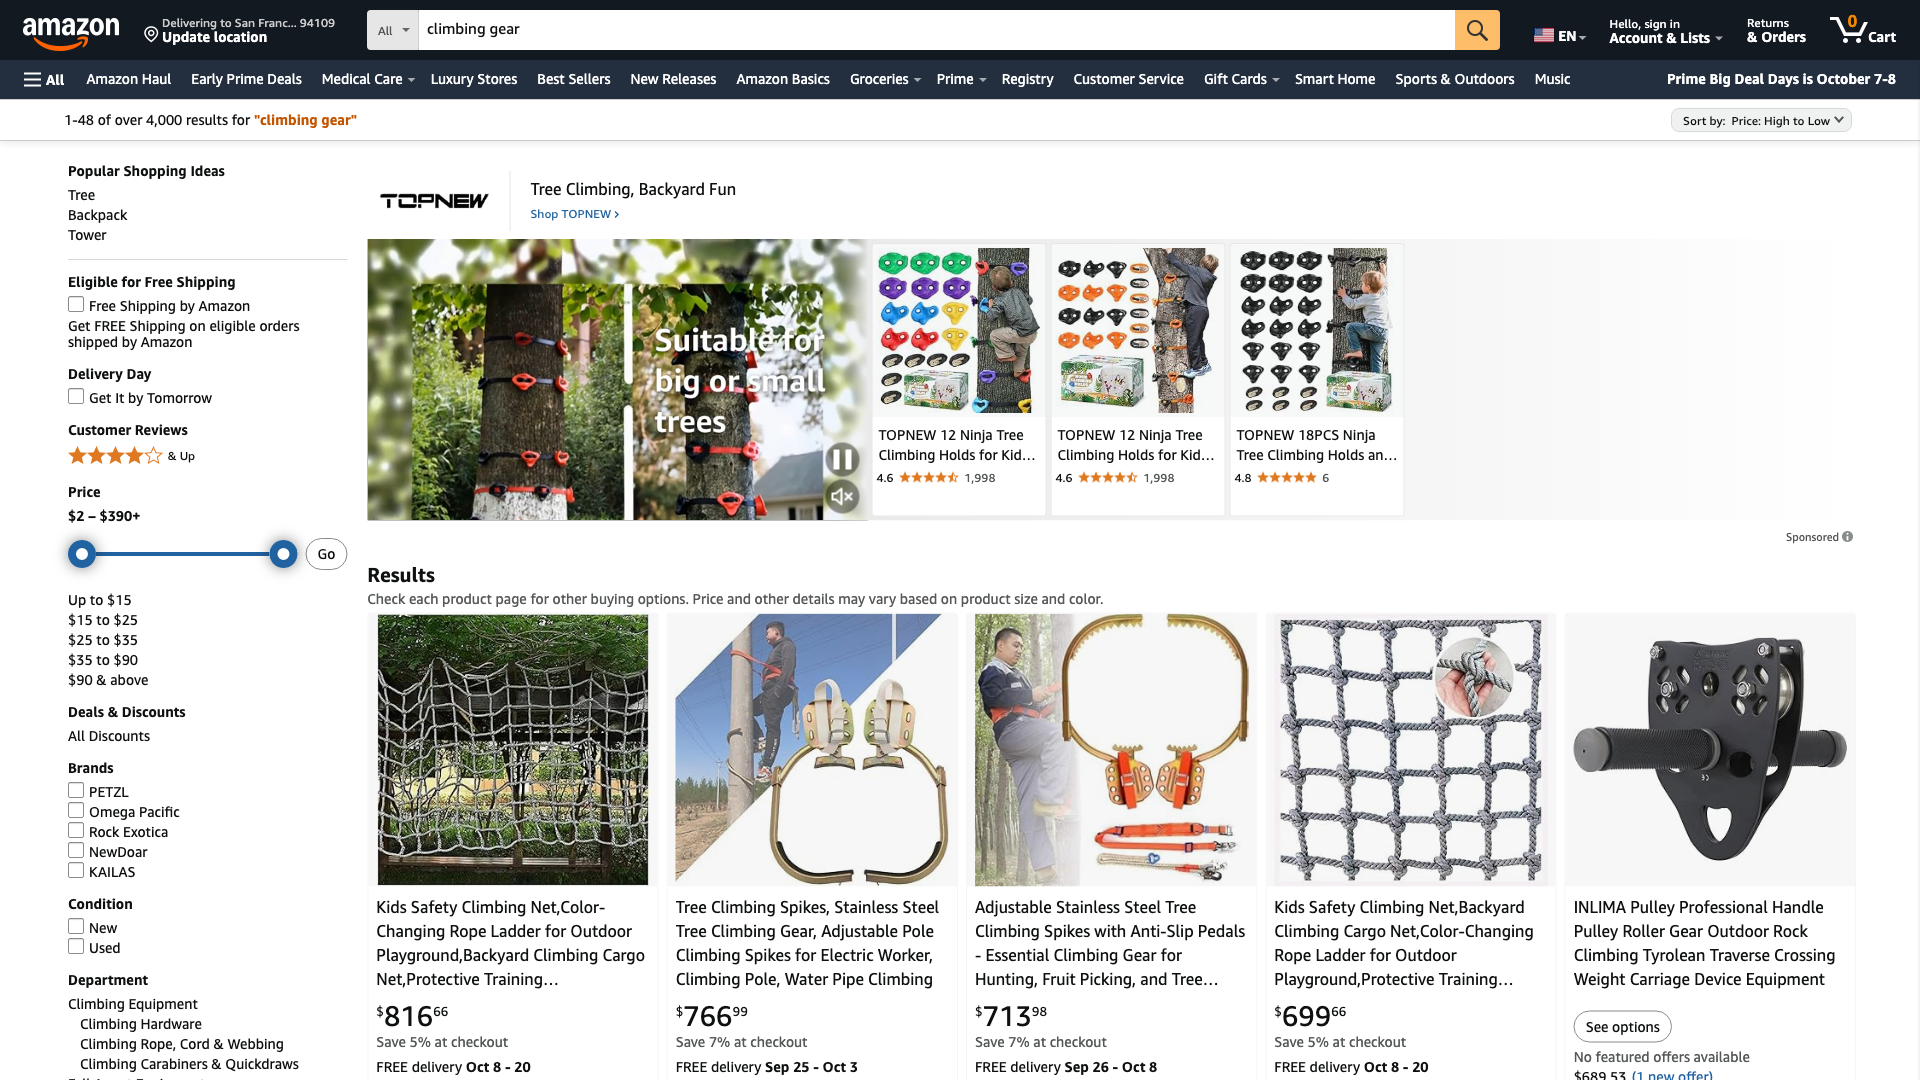 amazon
Delivering to San Franc... 94109
Update location
All
climbing gear
EN
Hello, sign in
Account & Lists
Returns
& Orders
0
Cart
All
Amazon Haul
Early Prime Deals
Medical Care
Luxury Stores
Best Sellers
New Releases
Amazon Basics
Groceries
Prime
Registry
Customer Service
Gift Cards
Smart Home
Sports & Outdoors
Music
Prime Big Deal Days is October 7-8
1-48 of over 4,000 results for "climbing gear"
Sort by: Price: High to Low
Popular Shopping Ideas
Tree
Backpack
Tower
Eligible for Free Shipping
Free Shipping by Amazon
Get FREE Shipping on eligible orders
shipped by Amazon
Delivery Day
Get It by Tomorrow
Customer Reviews
& Up
Price
$2 – $390+
Go
Up to $15
$15 to $25
$25 to $35
$35 to $90
$90 & above
Deals & Discounts
All Discounts
Brands
PETZL
Omega Pacific
Rock Exotica
NewDoar
KAILAS
Condition
New
Used
Department
Climbing Equipment
Climbing Hardware
Climbing Rope, Cord & Webbing
Climbing Carabiners & Quickdraws
TOPNEW
Tree Climbing, Backyard Fun
Shop TOPNEW ›
Suitable for
big or small
trees
TOPNEW 12 Ninja Tree
Climbing Holds for Kid...
4.6
1,998
TOPNEW 12 Ninja Tree
Climbing Holds for Kid...
4.6
1,998
TOPNEW 18PCS Ninja
Tree Climbing Holds an...
4.8
6
Sponsored
Results
Check each product page for other buying options. Price and other details may vary based on product size and color.
Kids Safety Climbing Net,Color-
Changing Rope Ladder for Outdoor
Playground,Backyard Climbing Cargo
Net,Protective Training...
$816 66
Save 5% at checkout
FREE delivery Oct 8 - 20
Tree Climbing Spikes, Stainless Steel
Tree Climbing Gear, Adjustable Pole
Climbing Spikes for Electric Worker,
Climbing Pole, Water Pipe Climbing
$766 99
Save 7% at checkout
FREE delivery Sep 25 - Oct 3
Adjustable Stainless Steel Tree
Climbing Spikes with Anti-Slip Pedals
- Essential Climbing Gear for
Hunting, Fruit Picking, and Tree...
$713 98
Save 7% at checkout
FREE delivery Sep 26 - Oct 8
Kids Safety Climbing Net,Backyard
Climbing Cargo Net,Color-Changing
Rope Ladder for Outdoor
Playground,Protective Training...
$699 66
Save 5% at checkout
FREE delivery Oct 8 - 20
INLIMA Pulley Professional Handle
Pulley Roller Gear Outdoor Rock
Climbing Tyrolean Traverse Crossing
Weight Carriage Device Equipment
See options
No featured offers available
$689.53 (1 new offer)